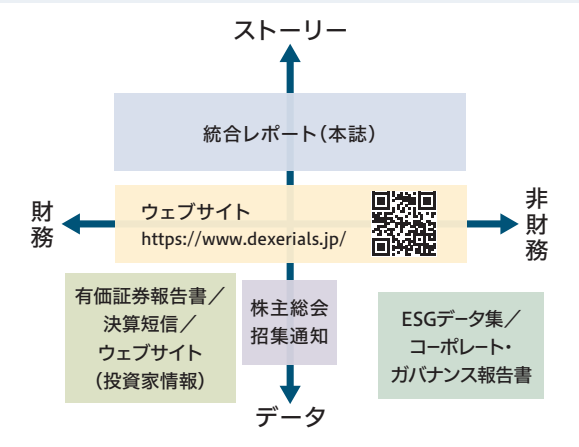 ストーリー
統合レポート（本誌）
財務
ウェブサイト
https://www.dexerials.jp/
非財務
有価証券報告書／
決算短信／
ウェブサイト
（投資家情報）
株主総会
招集通知
ESGデータ集／
コーポレート・
ガバナンス報告書
データ